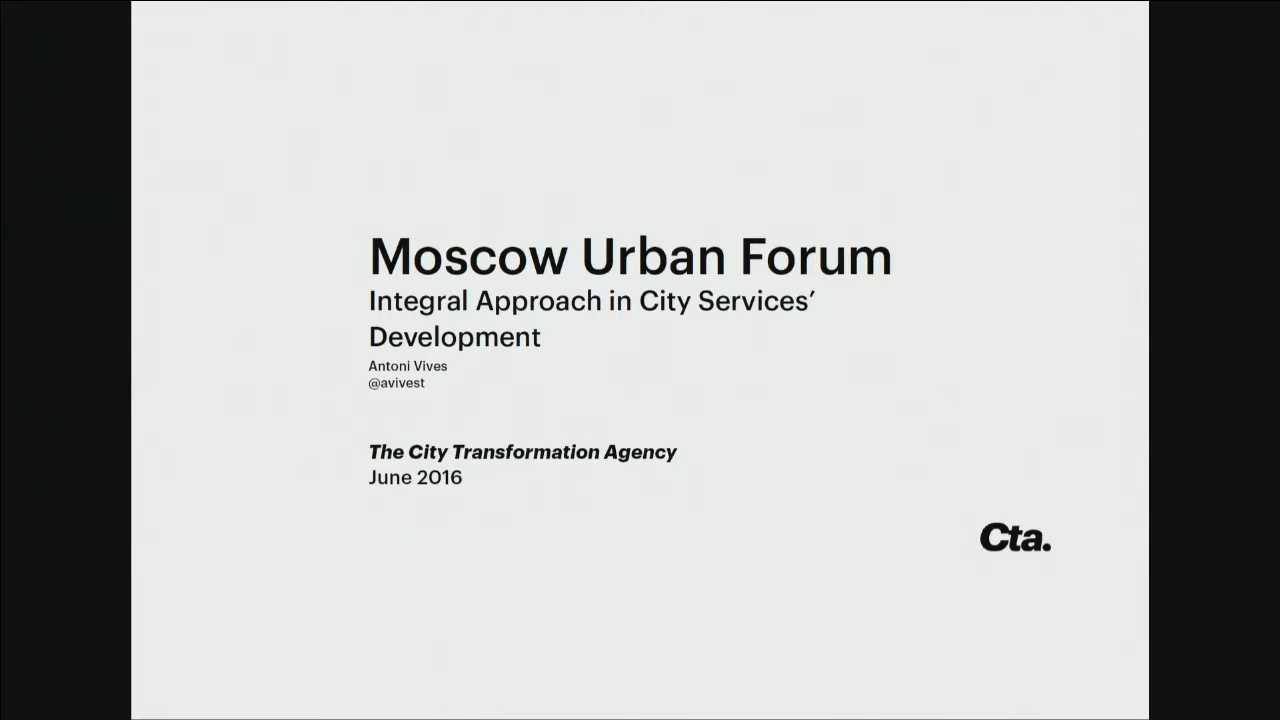 Moscow Urban Forum
Integral Approach in City Services’
Development
Antoni Vives
@avivest
The City Transformation Agency
June 2016
Cta.